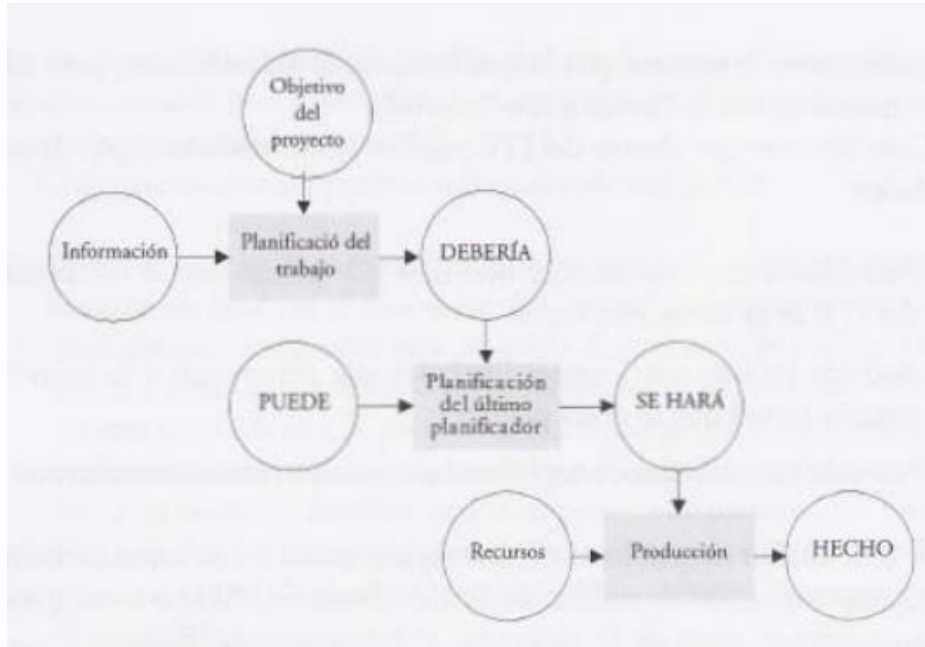 Objetivo
del
proyecto
Información
Planificació del
trabajo
DEBERÍA
PUEDE
Planificación
del último
planificador
SE HARÁ
Recursos
Producción
HECHO